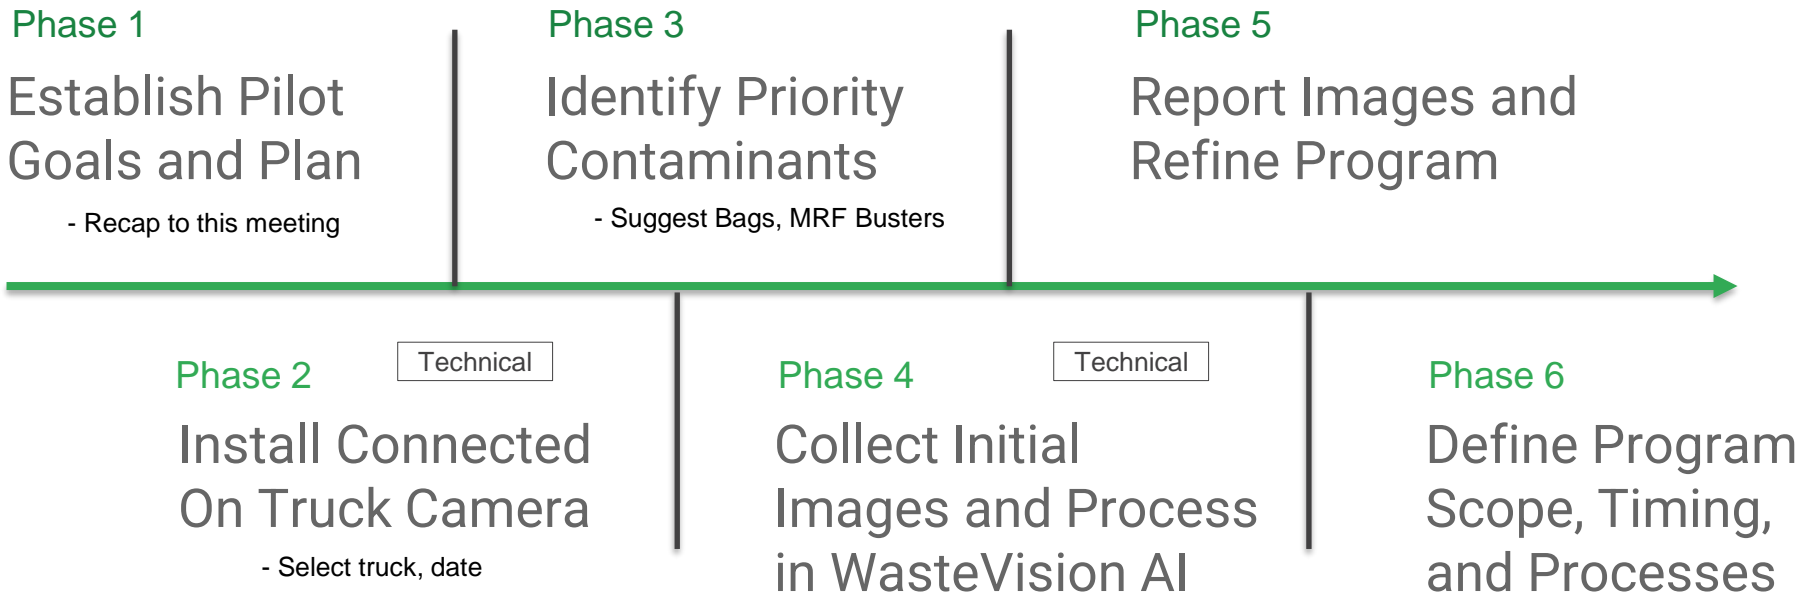 Phase 1
Establish Pilot
Goals and Plan
- Recap to this meeting
Phase 3
Identify Priority
Contaminants
- Suggest Bags, MRF Busters
Phase 5
Report Images and
Refine Program
Phase 2
Technical
Install Connected
On Truck Camera
- Select truck, date
Phase 4
Technical
Collect Initial
Images and Process
in WasteVision AI
Phase 6
Define Program
Scope, Timing,
and Processes